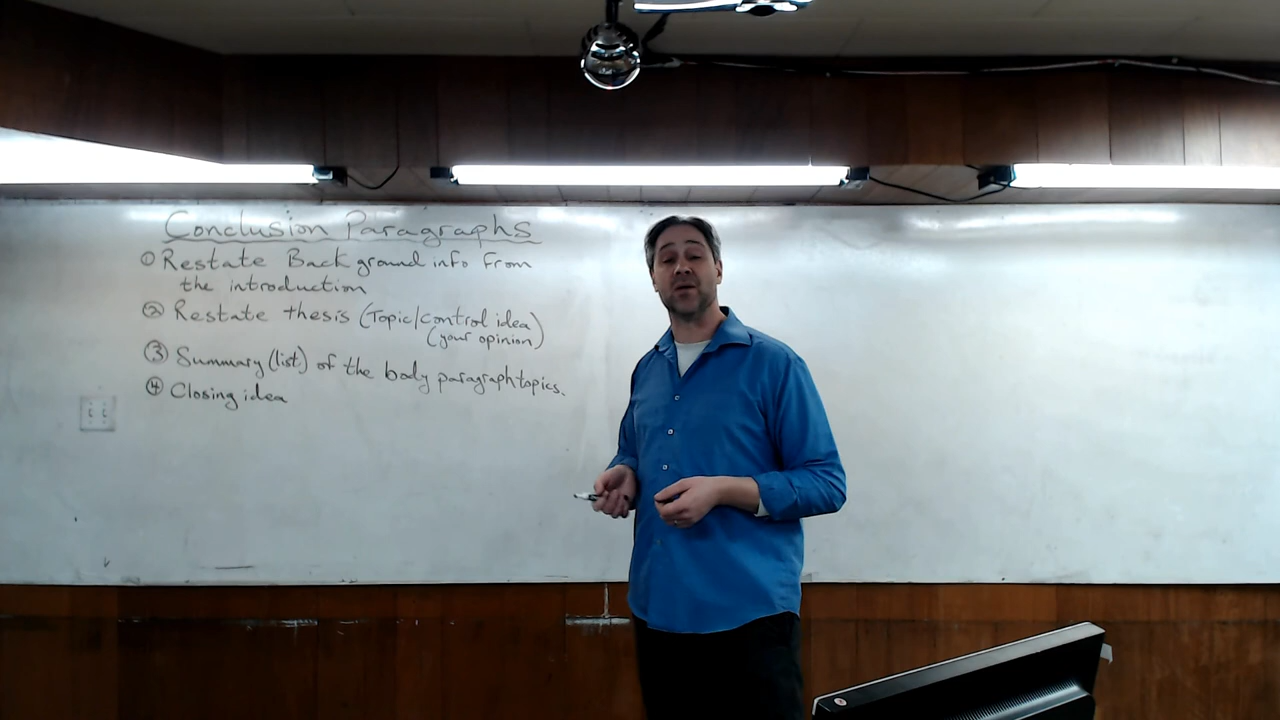 Conclusion Paragraphs
① Restate Background info from
the introduction
② Restate thesis (Topic/control idea)
(your opinion)
③ Summary (list) of the body paragraph topics.
④ Closing idea